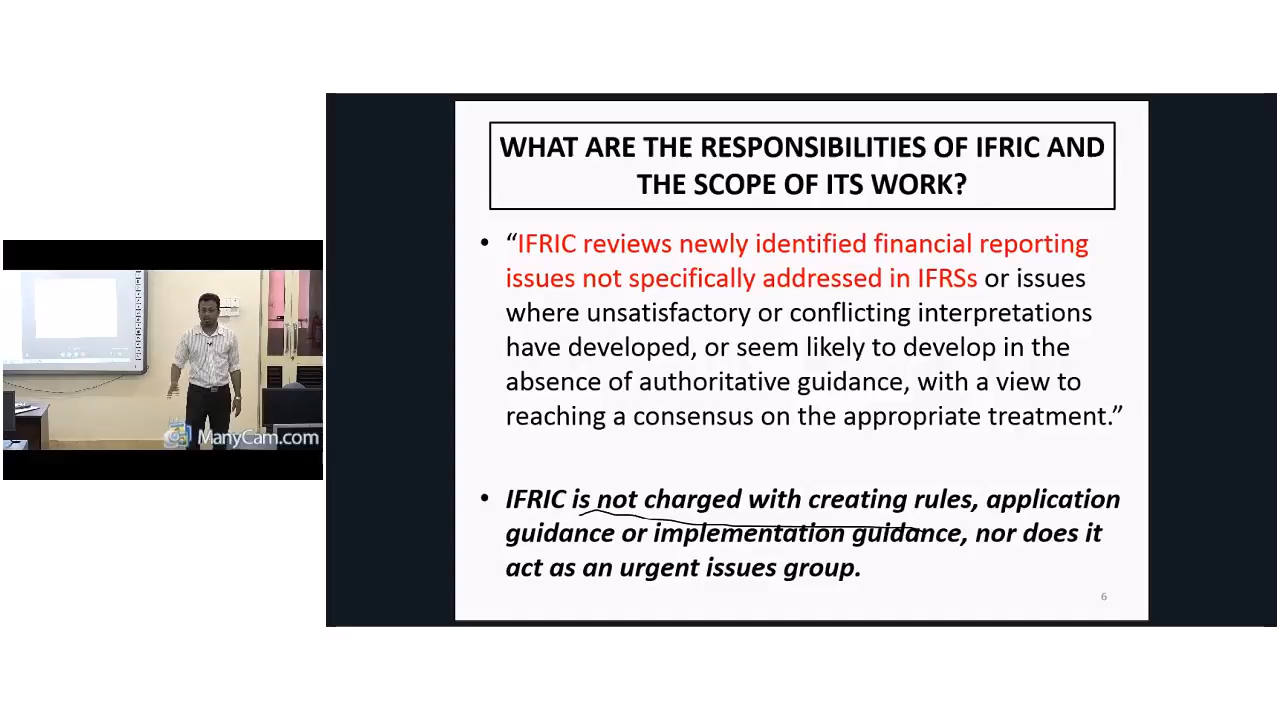 WHAT ARE THE RESPONSIBILITIES OF IFRIC AND
THE SCOPE OF ITS WORK?
• “IFRIC reviews newly identified financial reporting
issues not specifically addressed in IFRSs or issues
where unsatisfactory or conflicting interpretations
have developed, or seem likely to develop in the
absence of authoritative guidance, with a view to
reaching a consensus on the appropriate treatment.”
• IFRIC is not charged with creating rules, application
guidance or implementation guidance, nor does it
act as an urgent issues group.
6
ManyCam.com